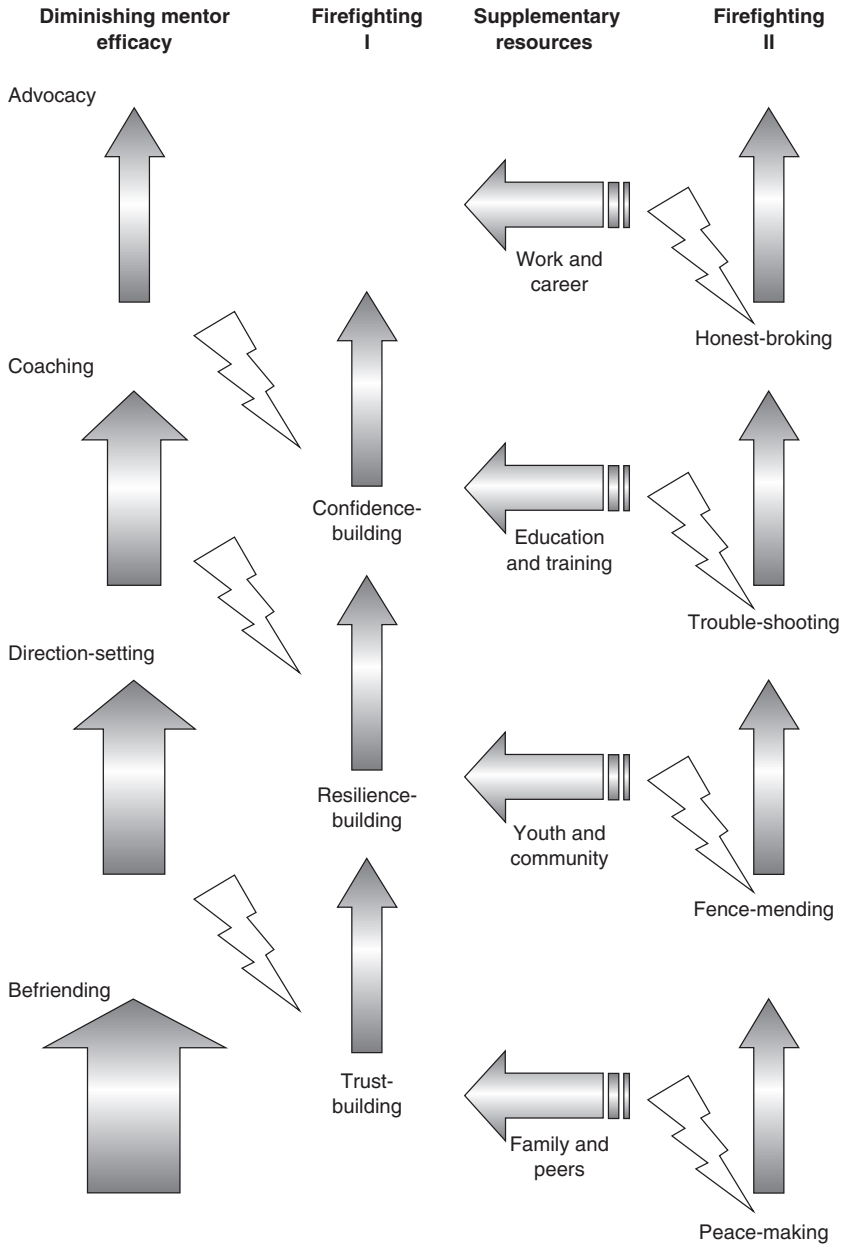 Diminishing mentor
efficacy
Firefighting
I
Supplementary
resources
Firefighting
II
Advocacy
Work and
career
Honest-broking
Coaching
Confidence-
building
Education
and training
Trouble-shooting
Direction-setting
Resilience-
building
Youth and
community
Fence-mending
Befriending
Trust-
building
Family and
peers
Peace-making